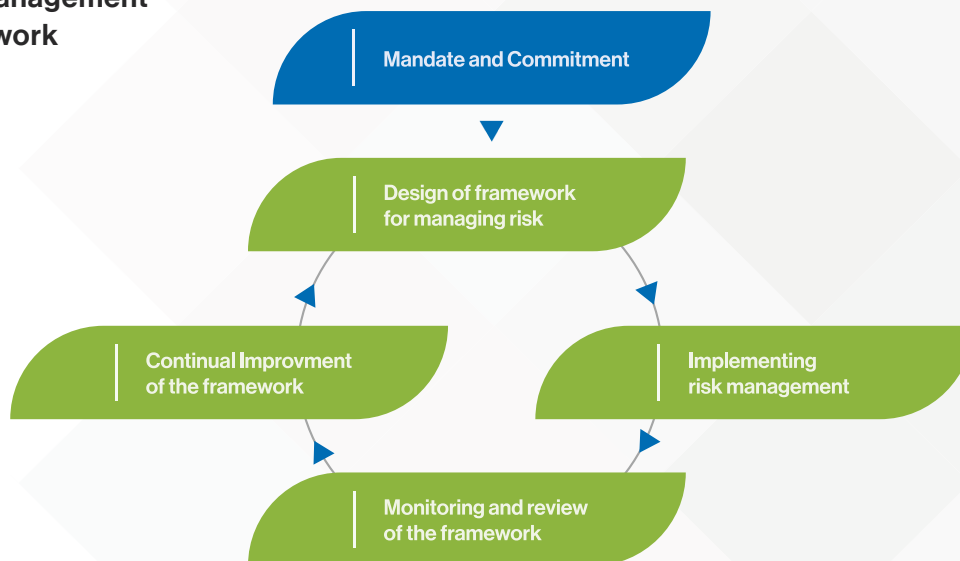 work
Mandate and Commitment
Design of framework
for managing risk
Continual Improvment
of the framework
Implementing
risk management
Monitoring and review
of the framework